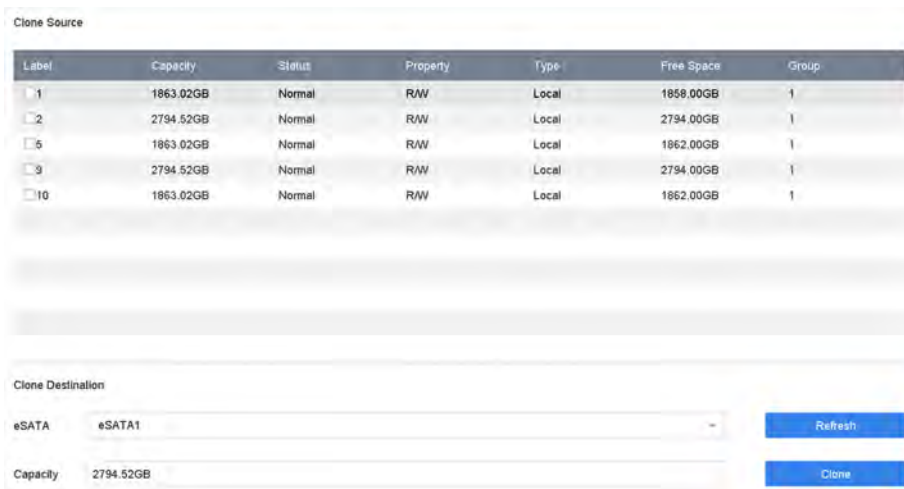 Clone Source
Label Capacity Status Property Type Free Space Group
1 1863.02GB Normal R/W Local 1858.00GB 1
2 2794.52GB Normal R/W Local 2794.00GB 1
5 1863.02GB Normal R/W Local 1862.00GB 1
9 2794.52GB Normal R/W Local 2794.00GB 1
10 1863.02GB Normal R/W Local 1862.00GB 1
Clone Destination
eSATA eSATA1 Refresh
Capacity 2794.52GB Clone